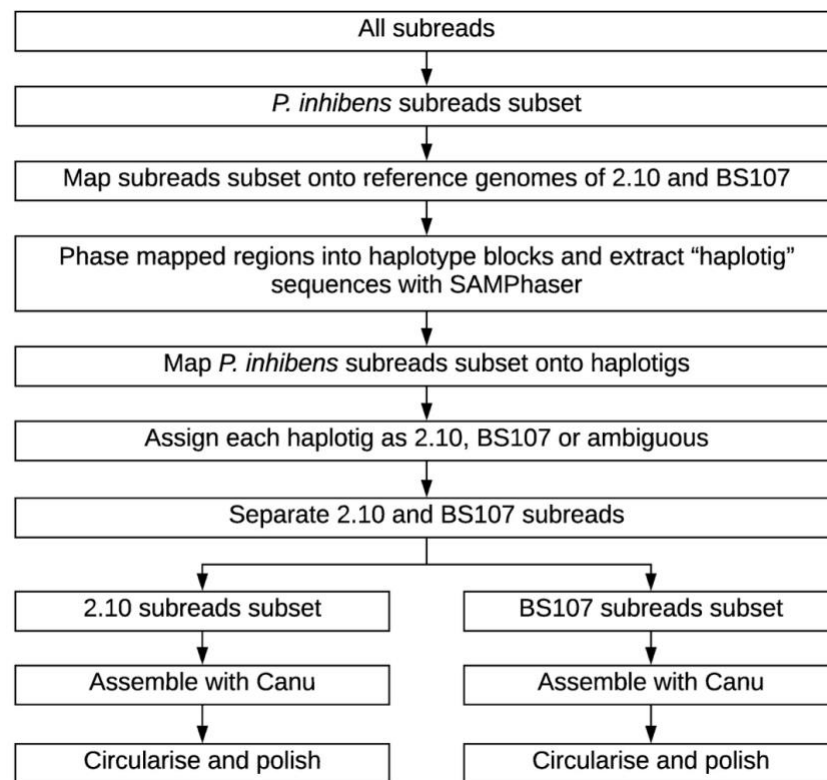 All subreads
P. inhibens subreads subset
Map subreads subset onto reference genomes of 2.10 and BS107
Phase mapped regions into haplotype blocks and extract “haplotig”
sequences with SAMPhaser
Map P. inhibens subreads subset onto haplotigs
Assign each haplotig as 2.10, BS107 or ambiguous
Separate 2.10 and BS107 subreads
2.10 subreads subset
BS107 subreads subset
Assemble with Canu
Assemble with Canu
Circularise and polish
Circularise and polish